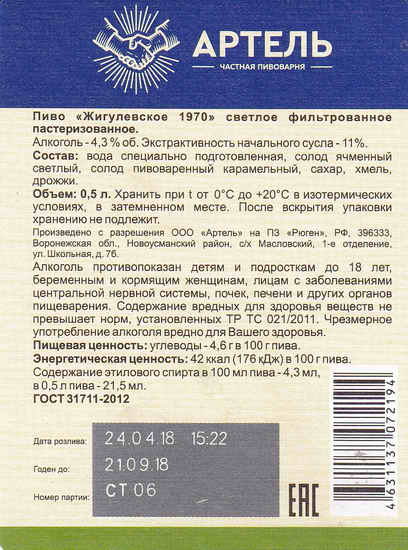 АРТЕЛЬ
ЧАСТНАЯ ПИВОВАРНЯ
Пиво «Жигулевское 1970» светлое фильтрованное
пастеризованное.
Алкоголь - 4,3 % об. Экстрактивность начального сусла - 11%.
Состав: вода специально подготовленная, солод ячменный
светлый, солод пивоваренный карамельный, сахар, хмель,
дрожжи.
Объем: 0,5 л. Хранить при t от 0°С до +20°С в изотермических
условиях, в затемненном месте. После вскрытия упаковки
хранению не подлежит.
Произведено с разрешения ООО «Артель» на ПЗ «Рюген», РФ, 396333,
Воронежская обл., Новоусманский район, с/х Масловский, 1-е отделение,
ул. Школьная, д. 7б.
Алкоголь противопоказан детям и подросткам до 18 лет,
беременным и кормящим женщинам, лицам с заболеваниями
центральной нервной системы, почек, печени и других органов
пищеварения. Содержание вредных для здоровья веществ не
превышает норм, установленных ТР ТС 021/2011. Чрезмерное
употребление алкоголя вредно для Вашего здоровья.
Пищевая ценность: углеводы - 4,6 г в 100 г пива.
Энергетическая ценность: 42 ккал (176 кДж) в 100 г пива.
Содержание этилового спирта в 100 мл пива - 4,3 мл,
в 0,5 л пива - 21,5 мл.
ГОСТ 31711-2012
Дата розлива: 24.04.18 15:22
Годен до: 21.09.18
Номер партии: СТ 06
ЕАС
4631137072194